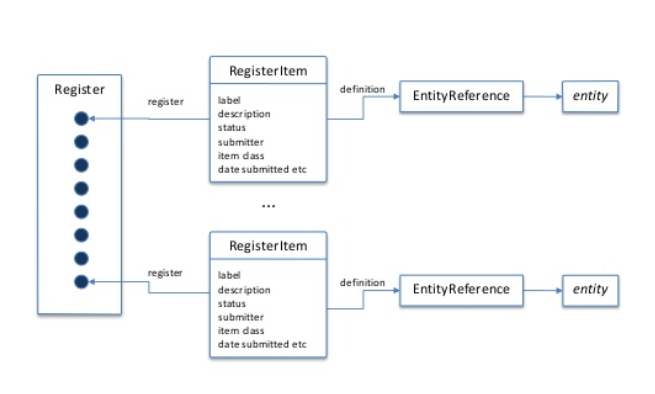 Register
register
RegisterItem
label
description
status
submitter
item class
date submitted etc
definition
EntityReference
entity
...
register
RegisterItem
label
description
status
submitter
item class
date submitted etc
definition
EntityReference
entity